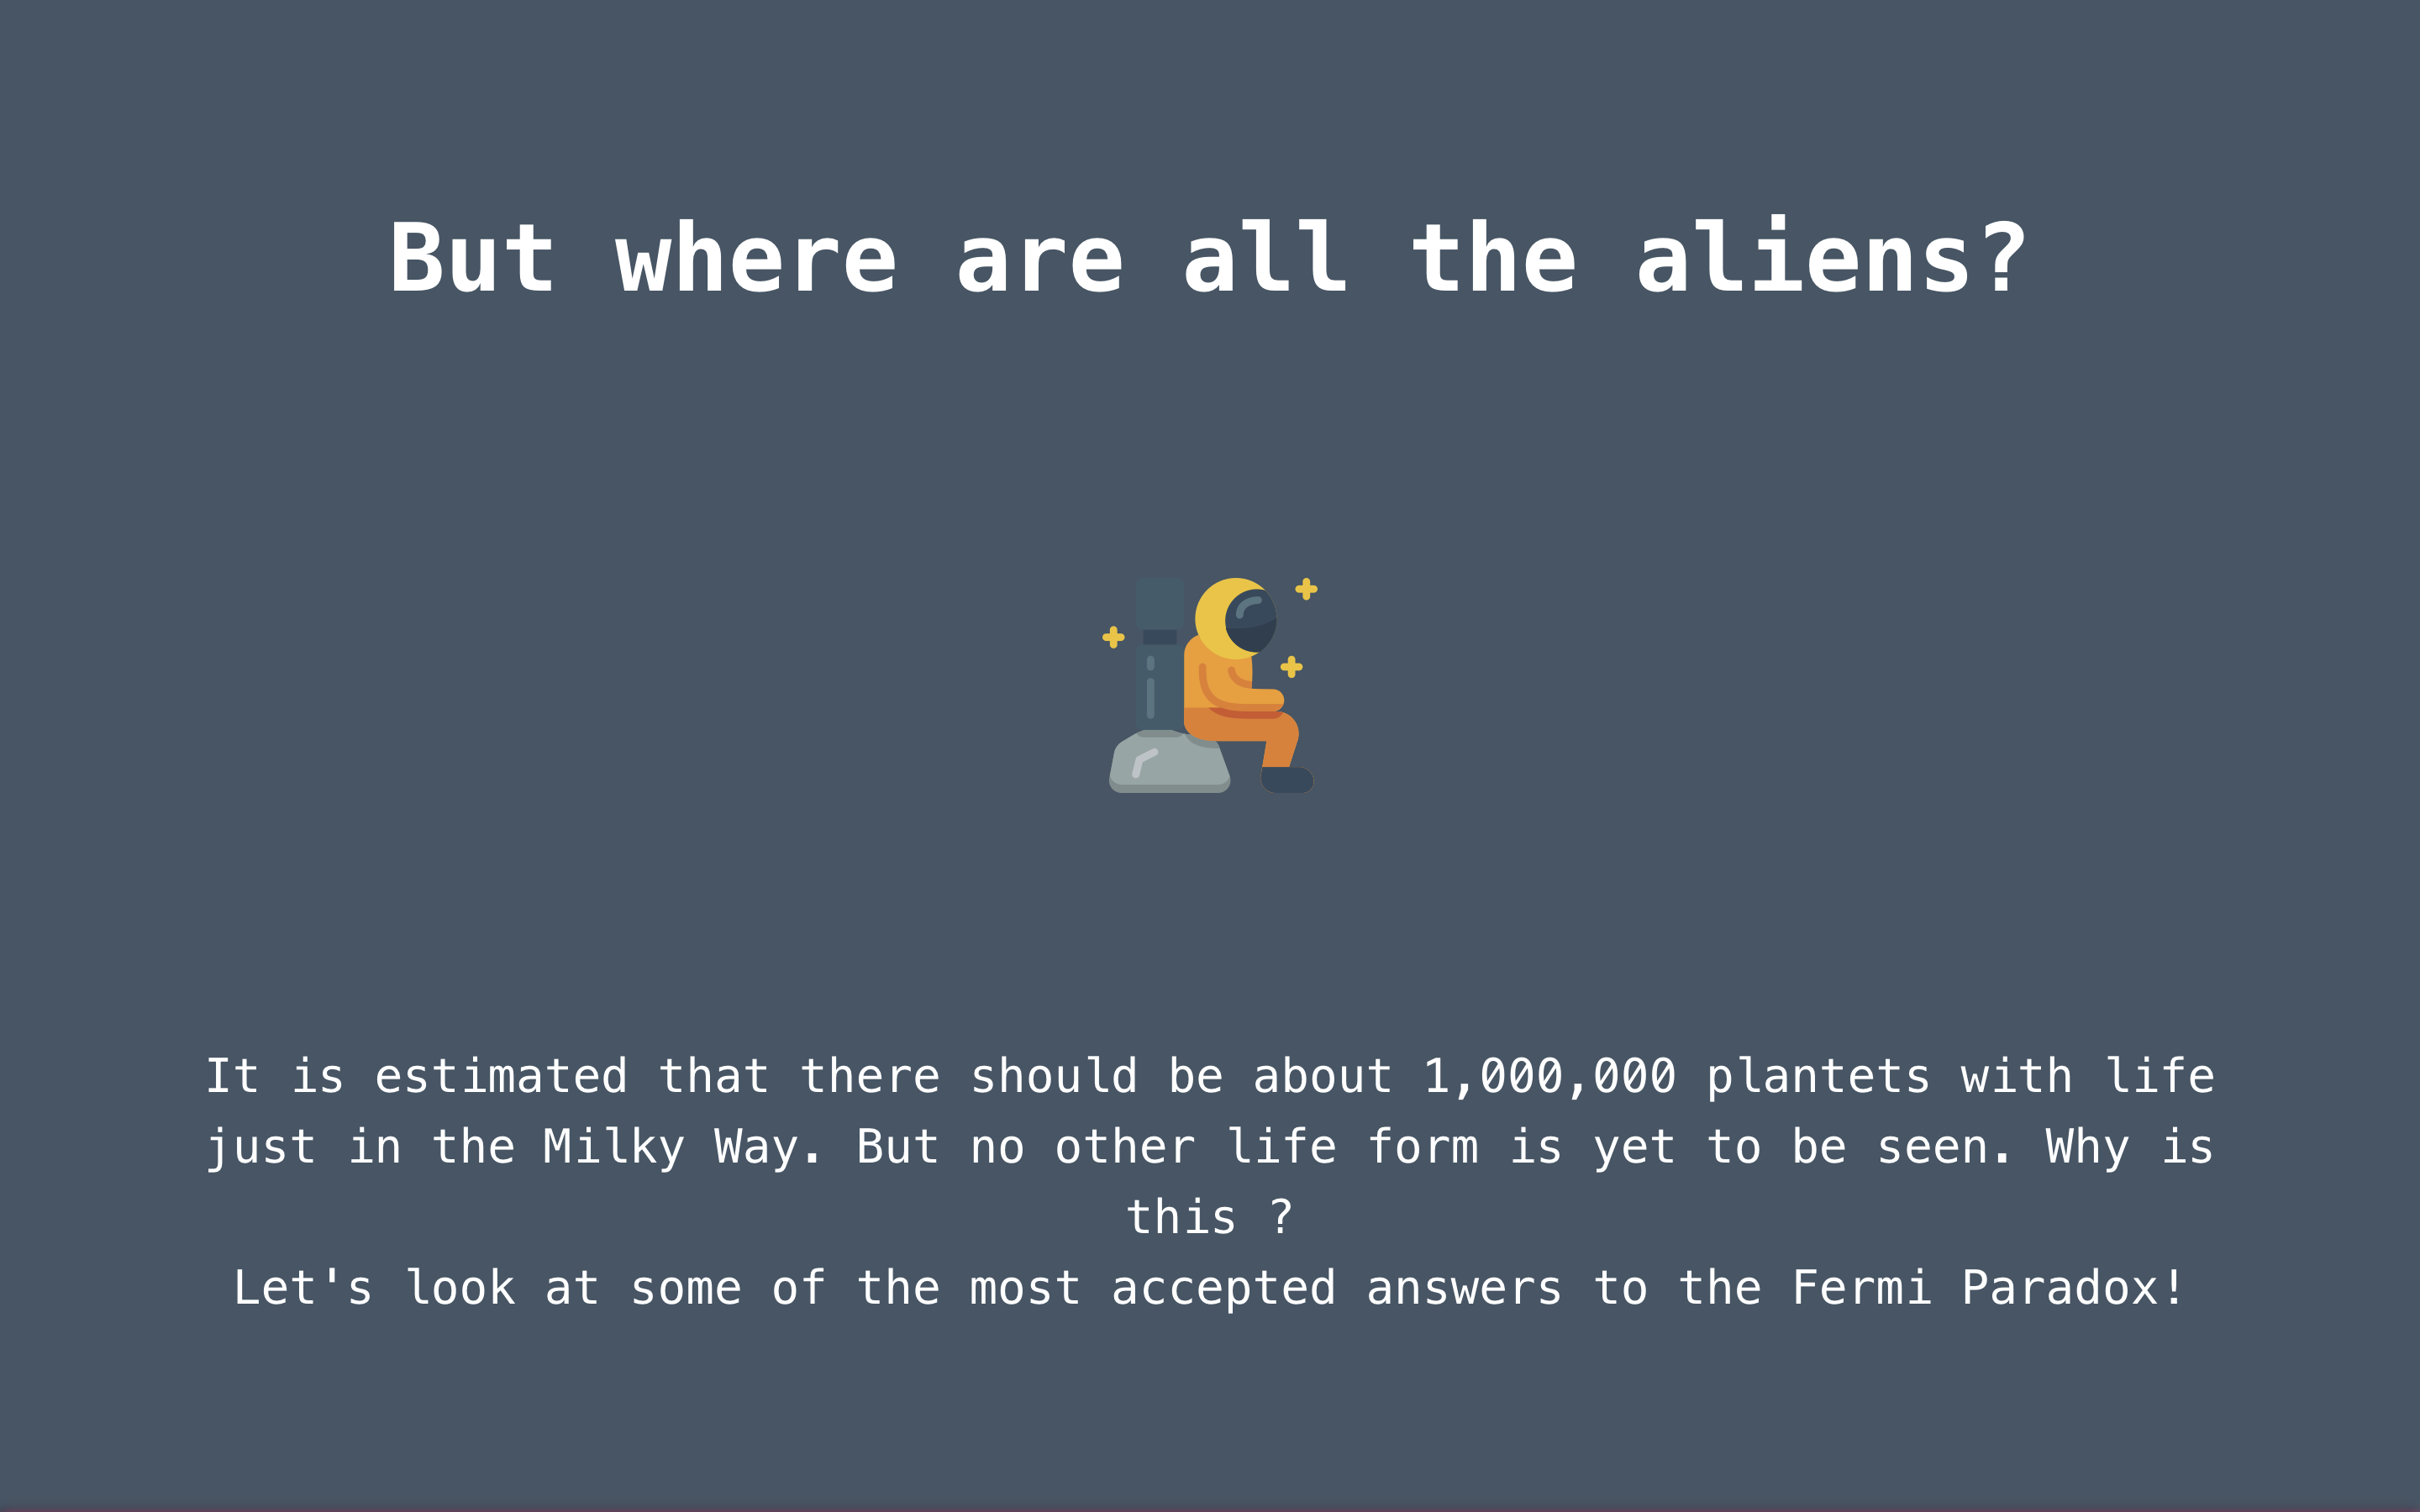 But where are all the aliens?
It is estimated that there should be about 1,000,000 plantets with life
just in the Milky Way. But no other life form is yet to be seen. Why is
this ?
Let's look at some of the most accepted answers to the Fermi Paradox!